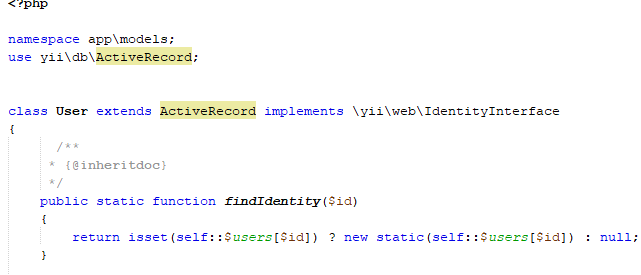 <?php
namespace app\models;
use yii\db\ActiveRecord;
class User extends ActiveRecord implements \yii\web\IdentityInterface
{
/**
* {@inheritdoc}
*/
public static function findIdentity($id)
{
return isset(self::$users[$id]) ? new static(self::$users[$id]) : null;
}